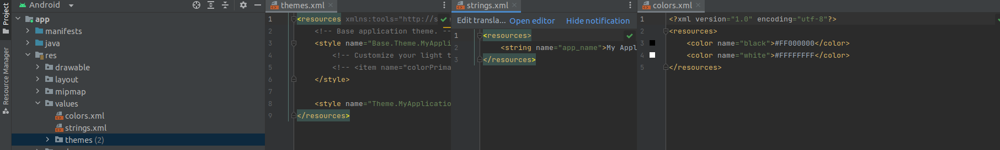 Project
Resource Manager
Android
app
manifests
java
res
drawable
layout
mipmap
values
colors.xml
strings.xml
themes (2)
themes.xml
1 <resources xmlns:tools="http://s
2 <!-- Base application theme. --
3 <style name="Base.Theme.MyAppli
4 <!-- Customize your light t
5 <!-- <item name="colorPrima
6 </style>
7
8 <style name="Theme.MyApplicatio
9 </resources>
strings.xml
Edit transla... Open editor Hide notification
1 <resources>
2 <string name="app_name">My Appl
3 </resources>
colors.xml
1 <?xml version="1.0" encoding="utf-8"?>
2 <resources>
3 <color name="black">#FF000000</color>
4 <color name="white">#FFFFFFFF</color>
5 </resources>